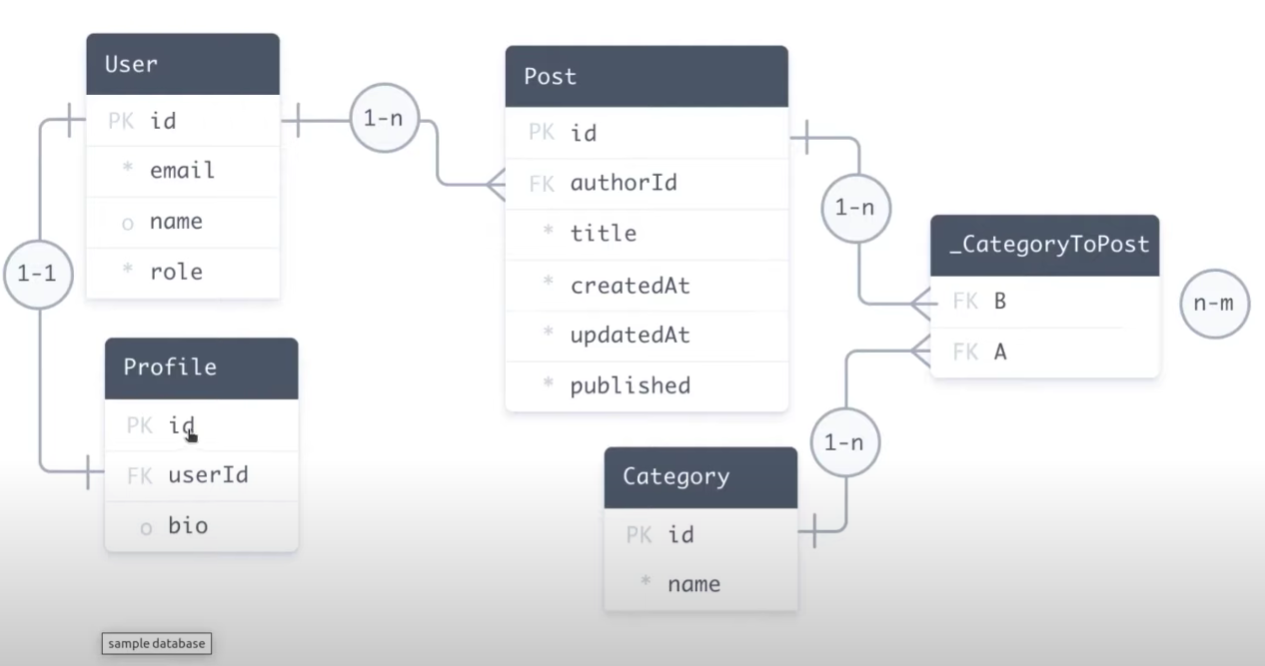 User
PK id
* email
o name
* role
1-1
1-n
Profile
PK id
FK userId
o bio
Post
PK id
FK authorId
* title
* createdAt
* updatedAt
* published
1-n
_CategoryToPost
FK B
FK A
n-m
1-n
Category
PK id
* name
sample database